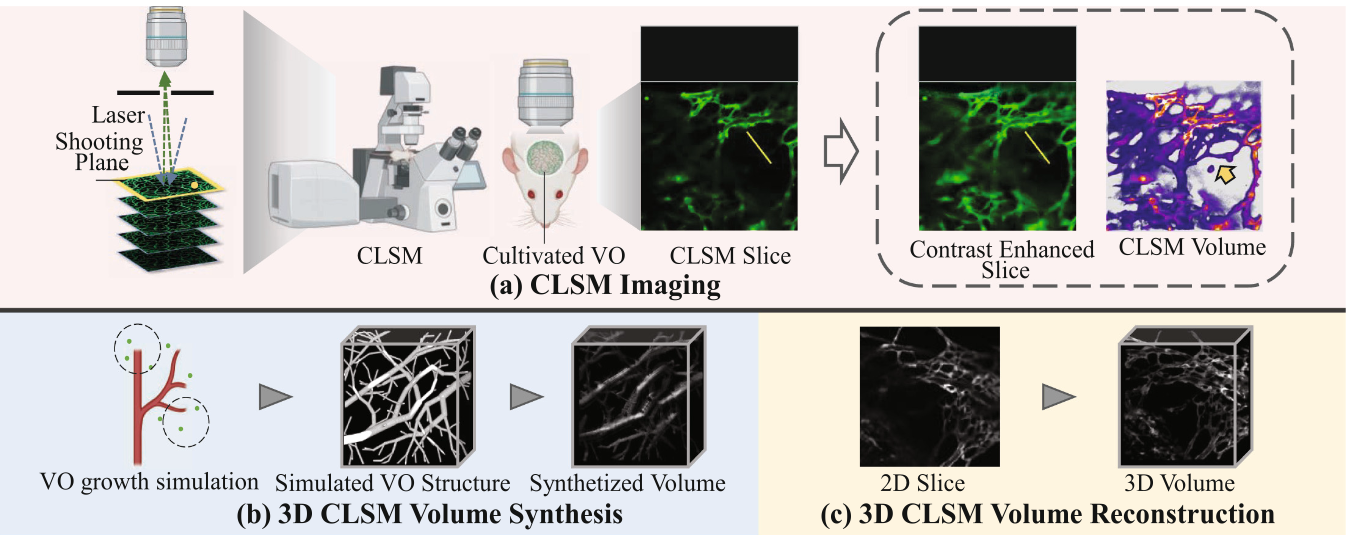 Laser
Shooting
Plane
CLSM
Cultivated VO
CLSM Slice
Contrast Enhanced
Slice
CLSM Volume
(a) CLSM Imaging
VO growth simulation
Simulated VO Structure
Synthetized Volume
(b) 3D CLSM Volume Synthesis
2D Slice
3D Volume
(c) 3D CLSM Volume Reconstruction